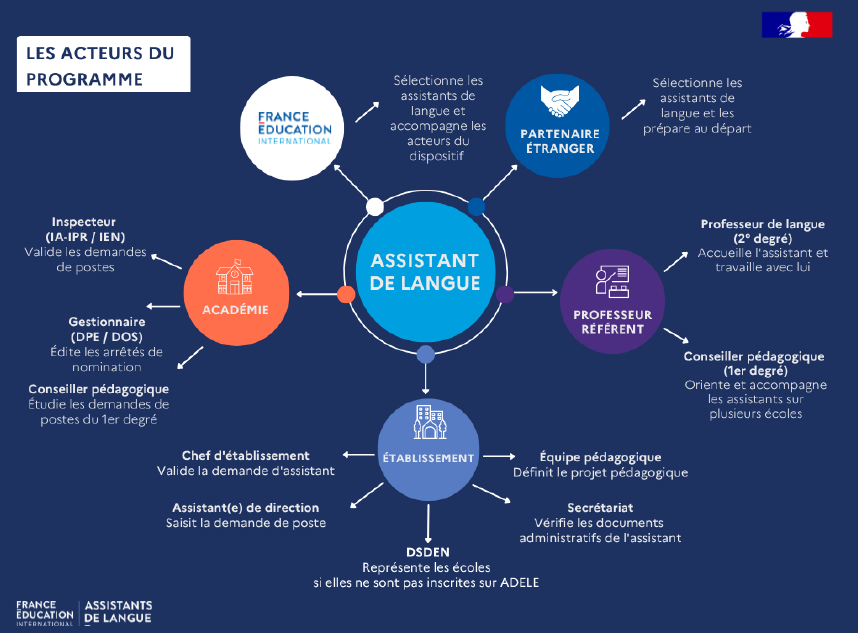 LES ACTEURS DU
PROGRAMME
FRANCE
ÉDUCATION
INTERNATIONAL
Sélectionne les
assistants de
langue et
accompagne les
acteurs du
dispositif
PARTENAIRE
ÉTRANGER
Sélectionne les
assistants de
langue et les
prépare au départ
ASSISTANT
DE LANGUE
Inspecteur
(IA-IPR / IEN)
Valide les demandes
de postes
ACADÉMIE
Gestionnaire
(DPE / DOS)
Édite les arrêtés de
nomination
Conseiller pédagogique
Étudie les demandes de
postes du 1er degré
Professeur de langue
(2° degré)
Accueille l'assistant et
travaille avec lui
PROFESSEUR
RÉFÉRENT
Conseiller pédagogique
(1er degré)
Oriente et accompagne
les assistants sur
plusieurs écoles
ÉTABLISSEMENT
Chef d'établissement
Valide la demande d'assistant
Équipe pédagogique
Définit le projet pédagogique
Assistant(e) de direction
Saisit la demande de poste
Secrétariat
Vérifie les documents
administratifs de l'assistant
DSDEN
Représente les écoles
si elles ne sont pas inscrites sur ADELE
FRANCE
ÉDUCATION
INTERNATIONAL
ASSISTANTS
DE LANGUE